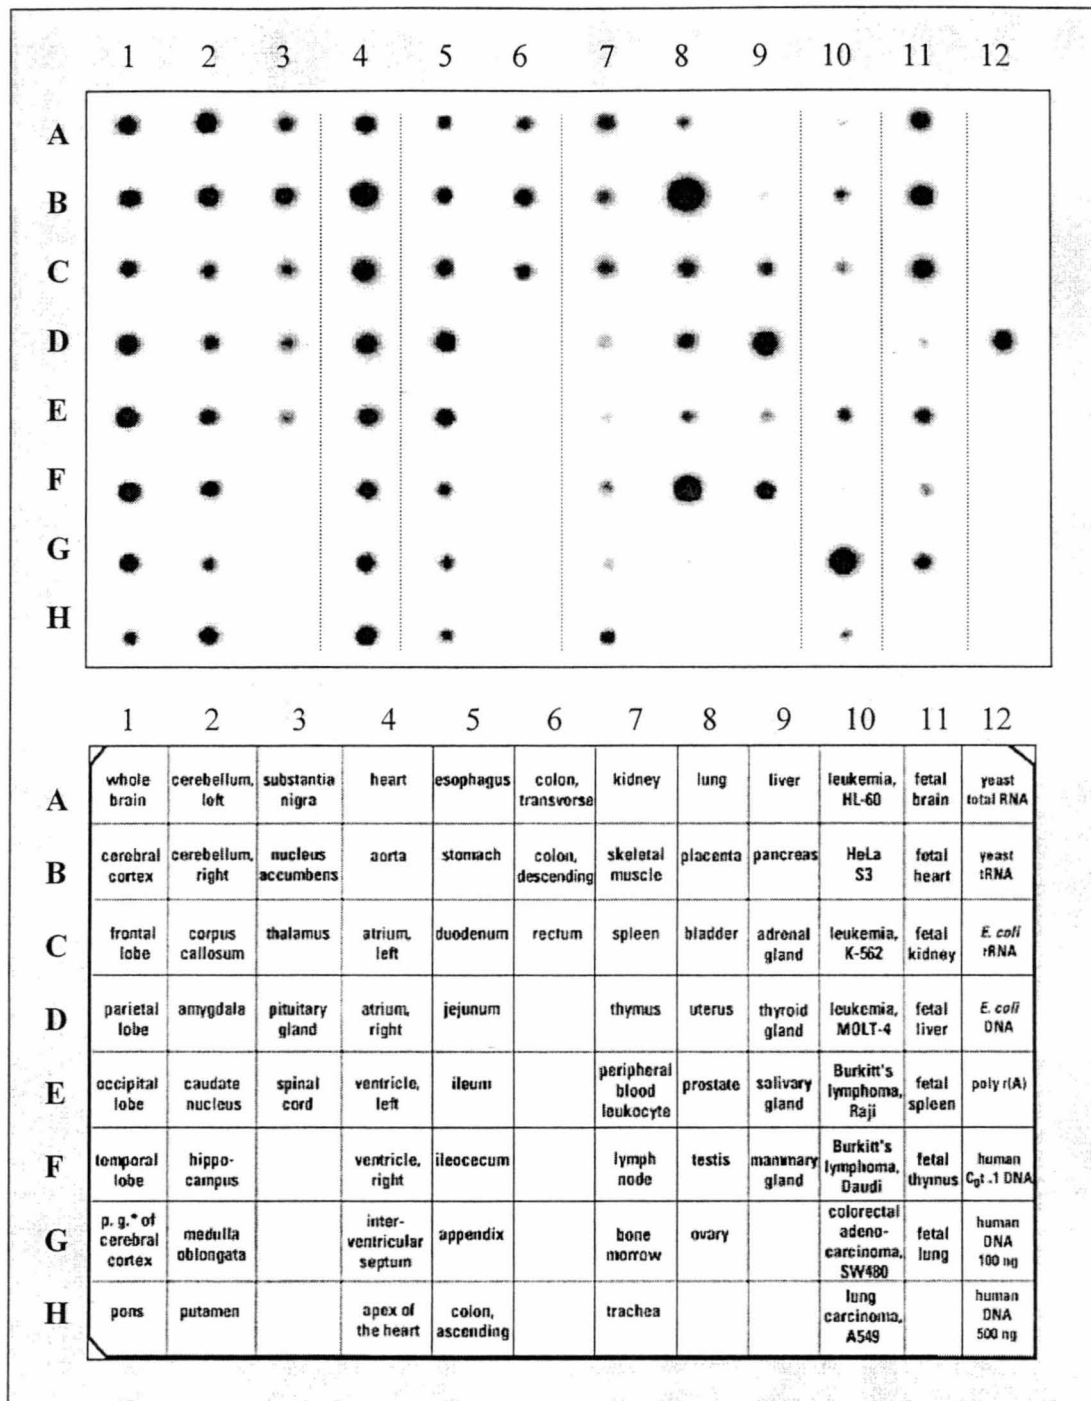 1 2 3 4 5 6 7 8 9 10 11 12
A
B
C
D
E
F
G
H
1 2 3 4 5 6 7 8 9 10 11 12
A
whole brain
cerebellum, left
substantia nigra
heart
esophagus
colon, transverse
kidney
lung
liver
leukemia, HL-60
fetal brain
yeast total RNA
B
cerebral cortex
cerebellum, right
nucleus accumbens
aorta
stomach
colon, descending
skeletal muscle
placenta
pancreas
HeLa S3
fetal heart
yeast tRNA
C
frontal lobe
corpus callosum
thalamus
atrium, left
duodenum
rectum
spleen
bladder
adrenal gland
leukemia, K-562
fetal kidney
E. coli rRNA
D
parietal lobe
amygdala
pituitary gland
atrium, right
jejunum
thymus
uterus
thyroid gland
leukemia, MOLT-4
fetal liver
E. coli DNA
E
occipital lobe
caudate nucleus
spinal cord
ventricle, left
ileum
peripheral blood leukocyte
prostate
salivary gland
Burkitt's lymphoma, Raji
fetal spleen
poly r(A)
F
temporal lobe
hippo-campus
ventricle, right
ileocecum
lymph node
testis
mammary gland
Burkitt's lymphoma, Daudi
fetal thymus
human C₀t -1 DNA
G
p. g.* of cerebral cortex
medulla oblongata
inter-ventricular septum
appendix
bone morrow
ovary
colorectal adeno-carcinoma, SW480
fetal lung
human DNA 100 ng
H
pons
putamen
apex of the heart
colon, ascending
trachea
lung carcinoma, A549
human DNA 500 ng